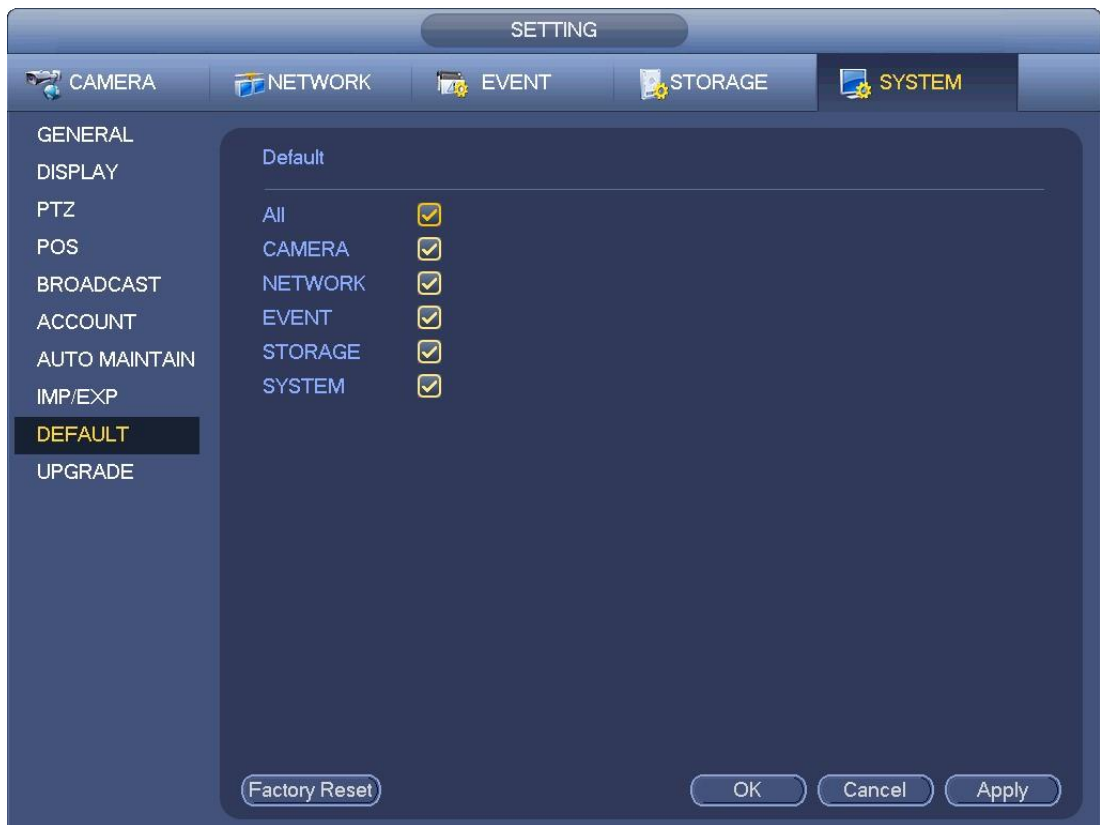 SETTING
CAMERA NETWORK EVENT STORAGE SYSTEM
GENERAL
DISPLAY
PTZ
POS
BROADCAST
ACCOUNT
AUTO MAINTAIN
IMP/EXP
DEFAULT
UPGRADE
Default
All
CAMERA
NETWORK
EVENT
STORAGE
SYSTEM
Factory Reset OK Cancel Apply